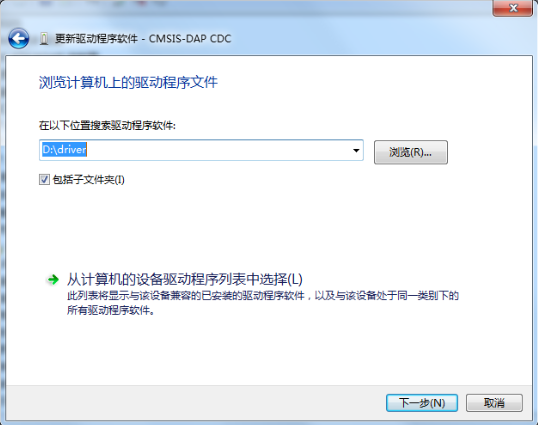 更新驱动程序软件 - CMSIS-DAP CDC
浏览计算机上的驱动程序文件
在以下位置搜索驱动程序软件:
D:\driver
浏览(R)...
包括子文件夹(I)
从计算机的设备驱动程序列表中选择(L)
此列表将显示与该设备兼容的已安装的驱动程序软件，以及与该设备处于同一类别下的
所有驱动程序软件。
下一步(N)
取消